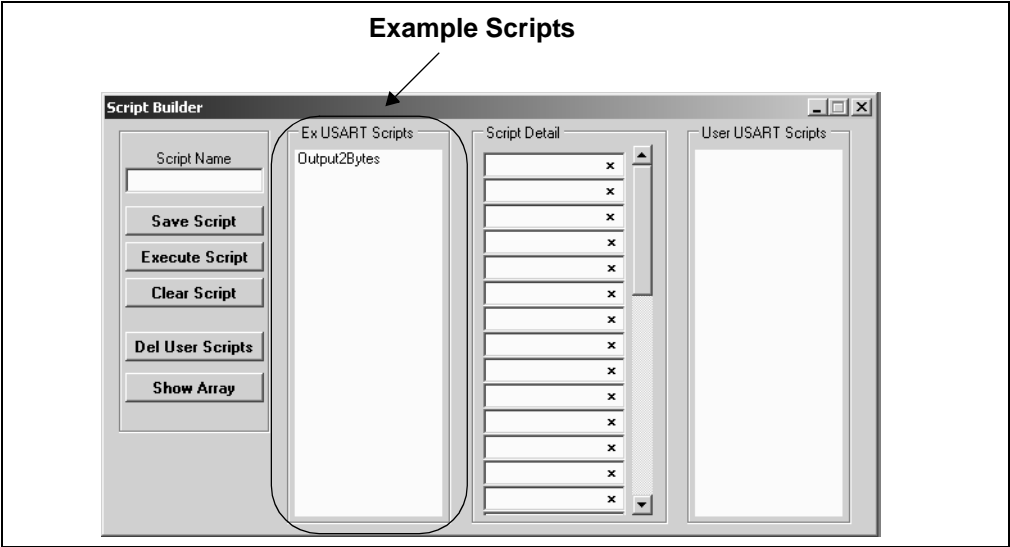 Example Scripts
Script Builder
Script Name
Save Script
Execute Script
Clear Script
Del User Scripts
Show Array
Ex USART Scripts
Output2Bytes
Script Detail
x
x
x
x
x
x
x
x
x
x
x
x
x
x
User USART Scripts